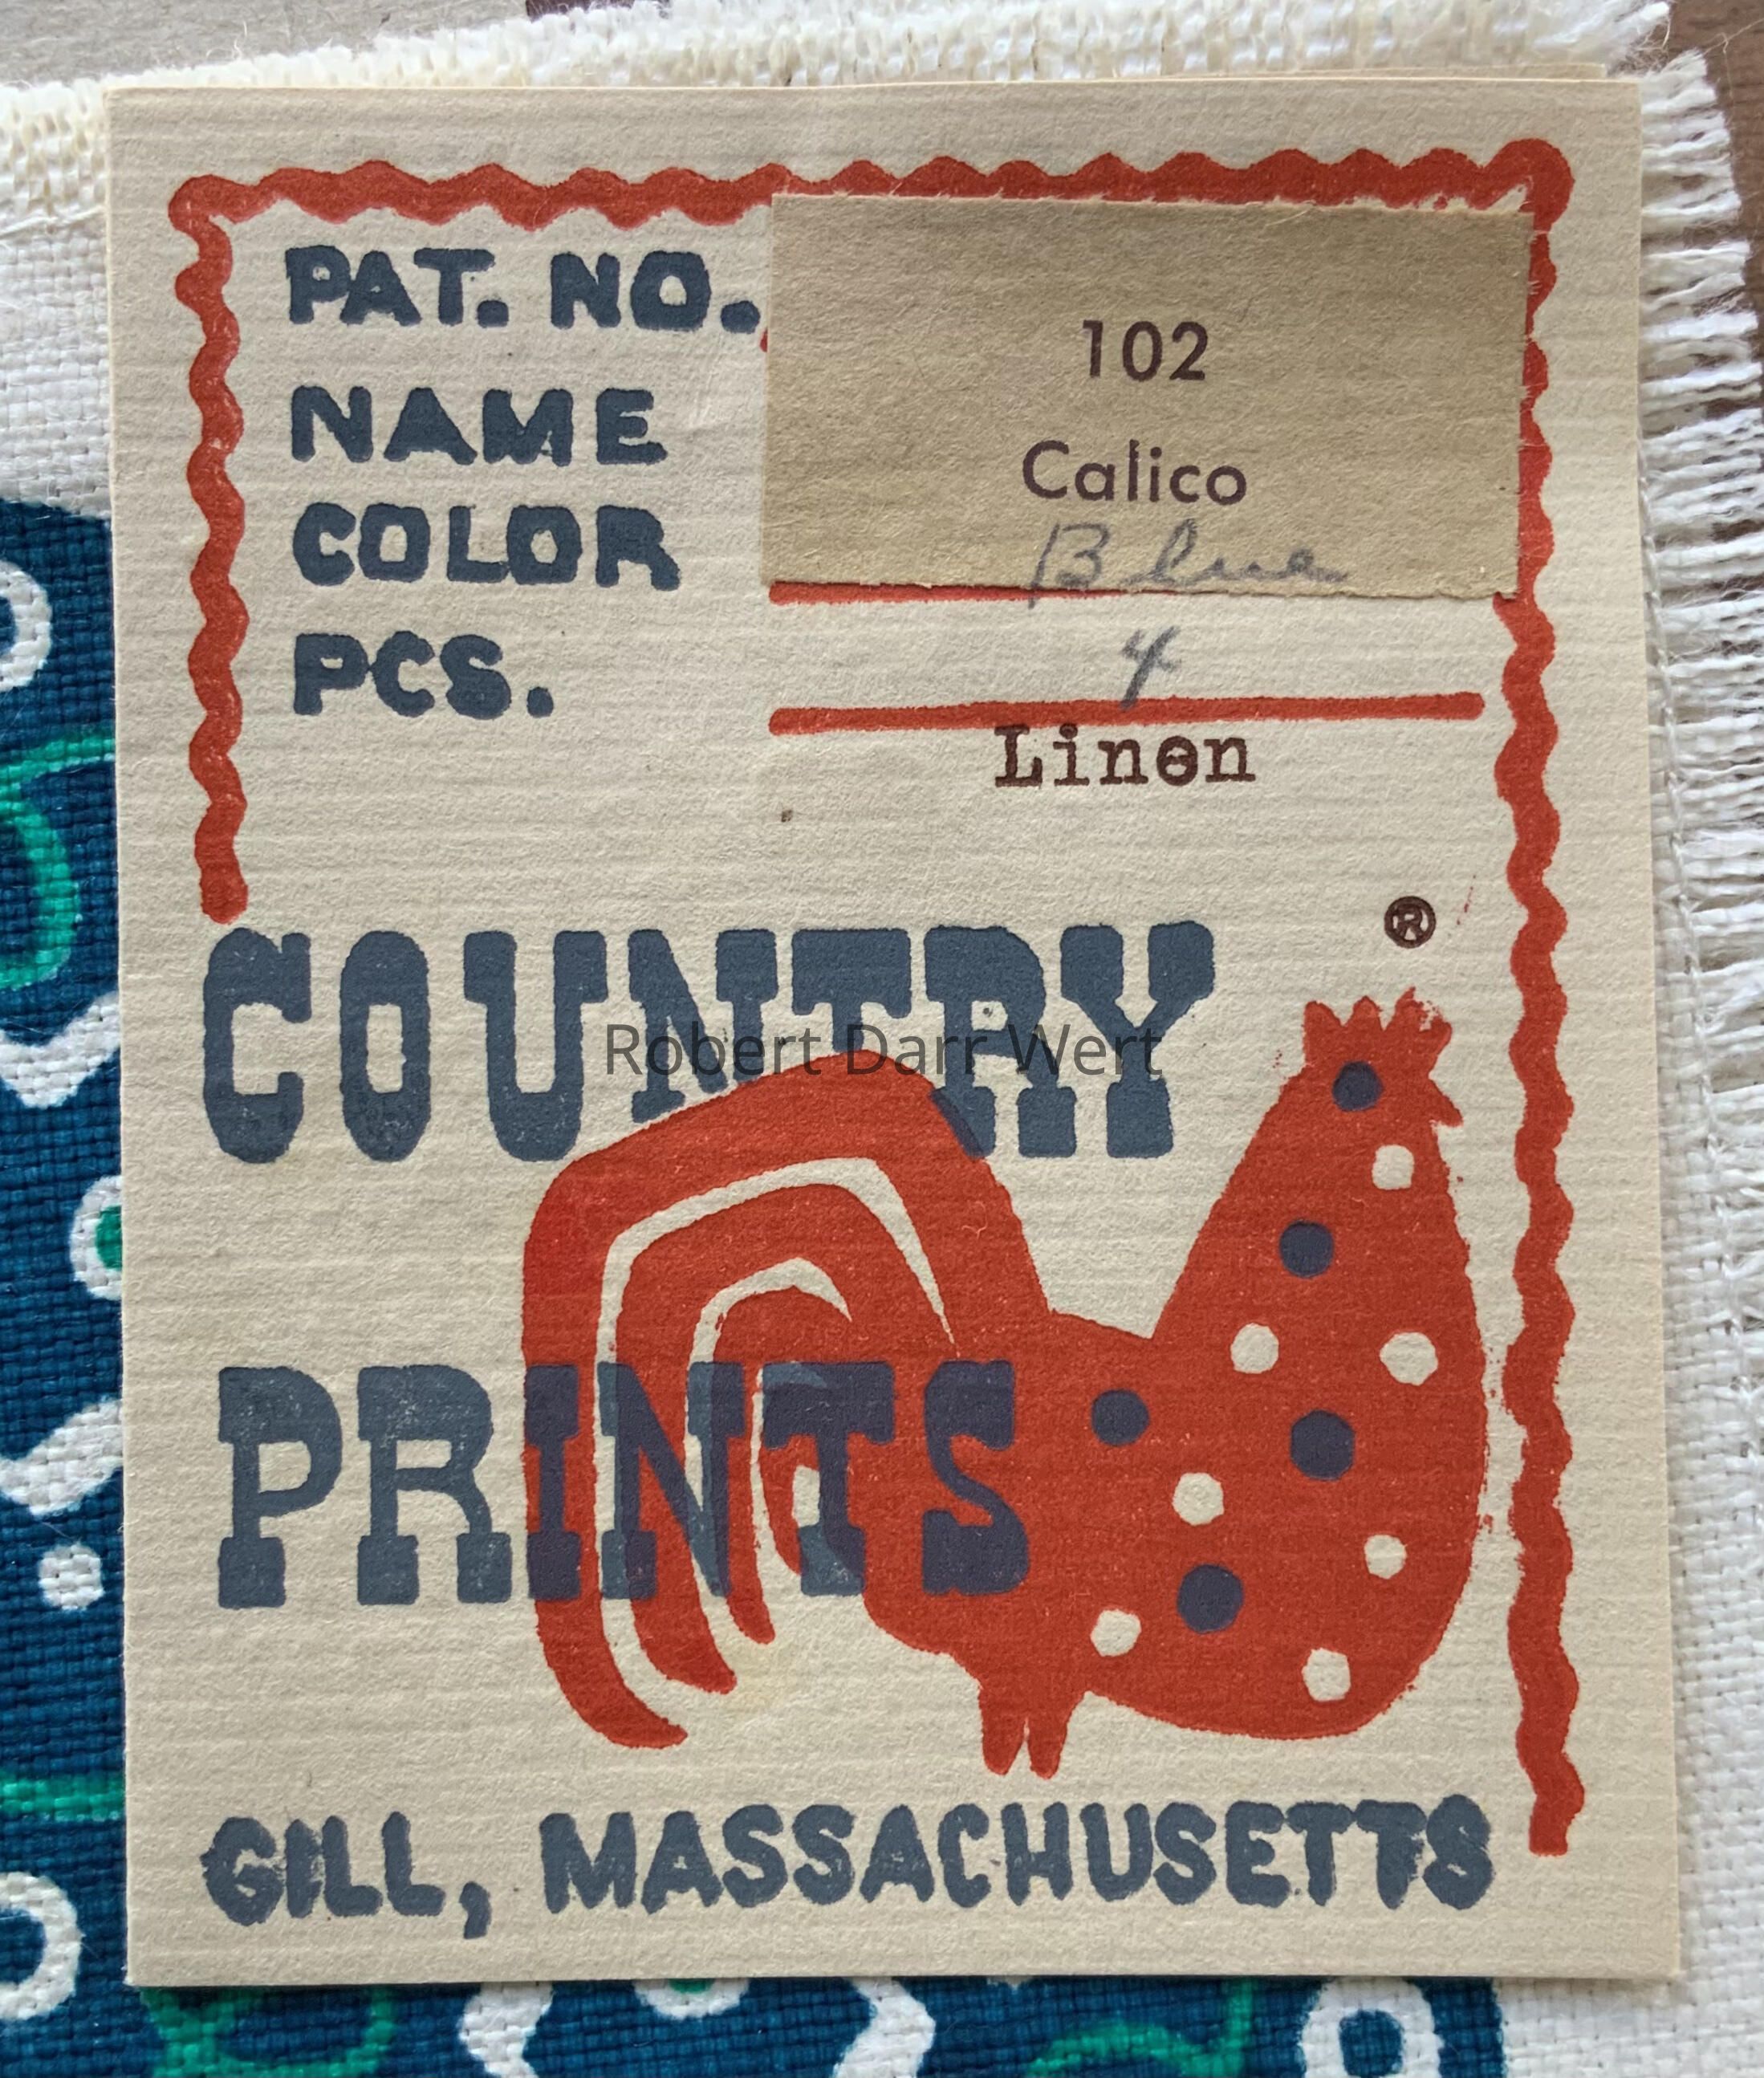 PAT. NO. 102
NAME Calico
COLOR Blue
PCS. 4
Linen
®
COUNTRY
Robert Darr Wert
PRINTS
GILL, MASSACHUSETTS